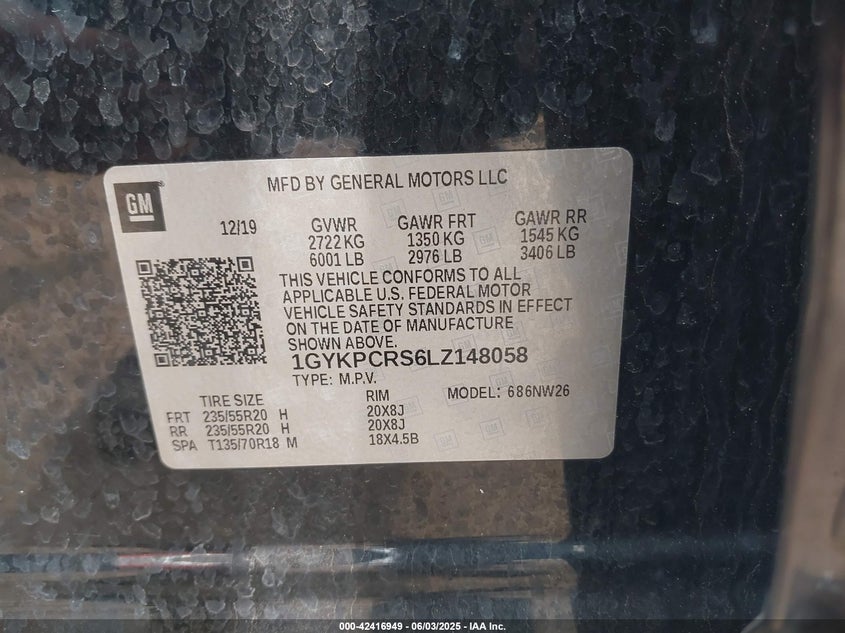 GM
MFD BY GENERAL MOTORS LLC
12/19
GVWR GAWR FRT GAWR RR
2722 KG 1350 KG 1545 KG
6001 LB 2976 LB 3406 LB
THIS VEHICLE CONFORMS TO ALL
APPLICABLE U.S. FEDERAL MOTOR
VEHICLE SAFETY STANDARDS IN EFFECT
ON THE DATE OF MANUFACTURE
SHOWN ABOVE.
1GYKPCRS6LZ148058
TYPE: M.P.V. MODEL: 686NW26
TIRE SIZE RIM
FRT 235/55R20 H 20X8J
RR 235/55R20 H 20X8J
SPA T135/70R18 M 18X4.5B
000-42416949 - 06/03/2025 - IAA Inc.